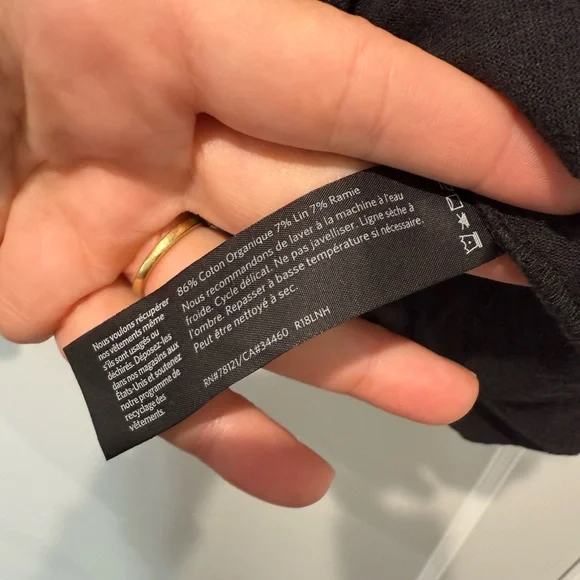 86% Coton Organique 7% Lin 7% Ramie
Nous recommandons de laver à la machine à l'eau
froide. Cycle délicat. Ne pas javelliser. Ligne sèche à
l'ombre. Repasser à basse température si nécessaire.
Peut être nettoyé à sec.
RN#78121/CA#34460 R18LNH
Nous voulons récupérer
nos vêtements même
s'ils sont usagés ou
déchirés. Déposez-les
dans nos magasins aux
États-Unis et soutenez
notre programme de
recyclage des
vêtements.